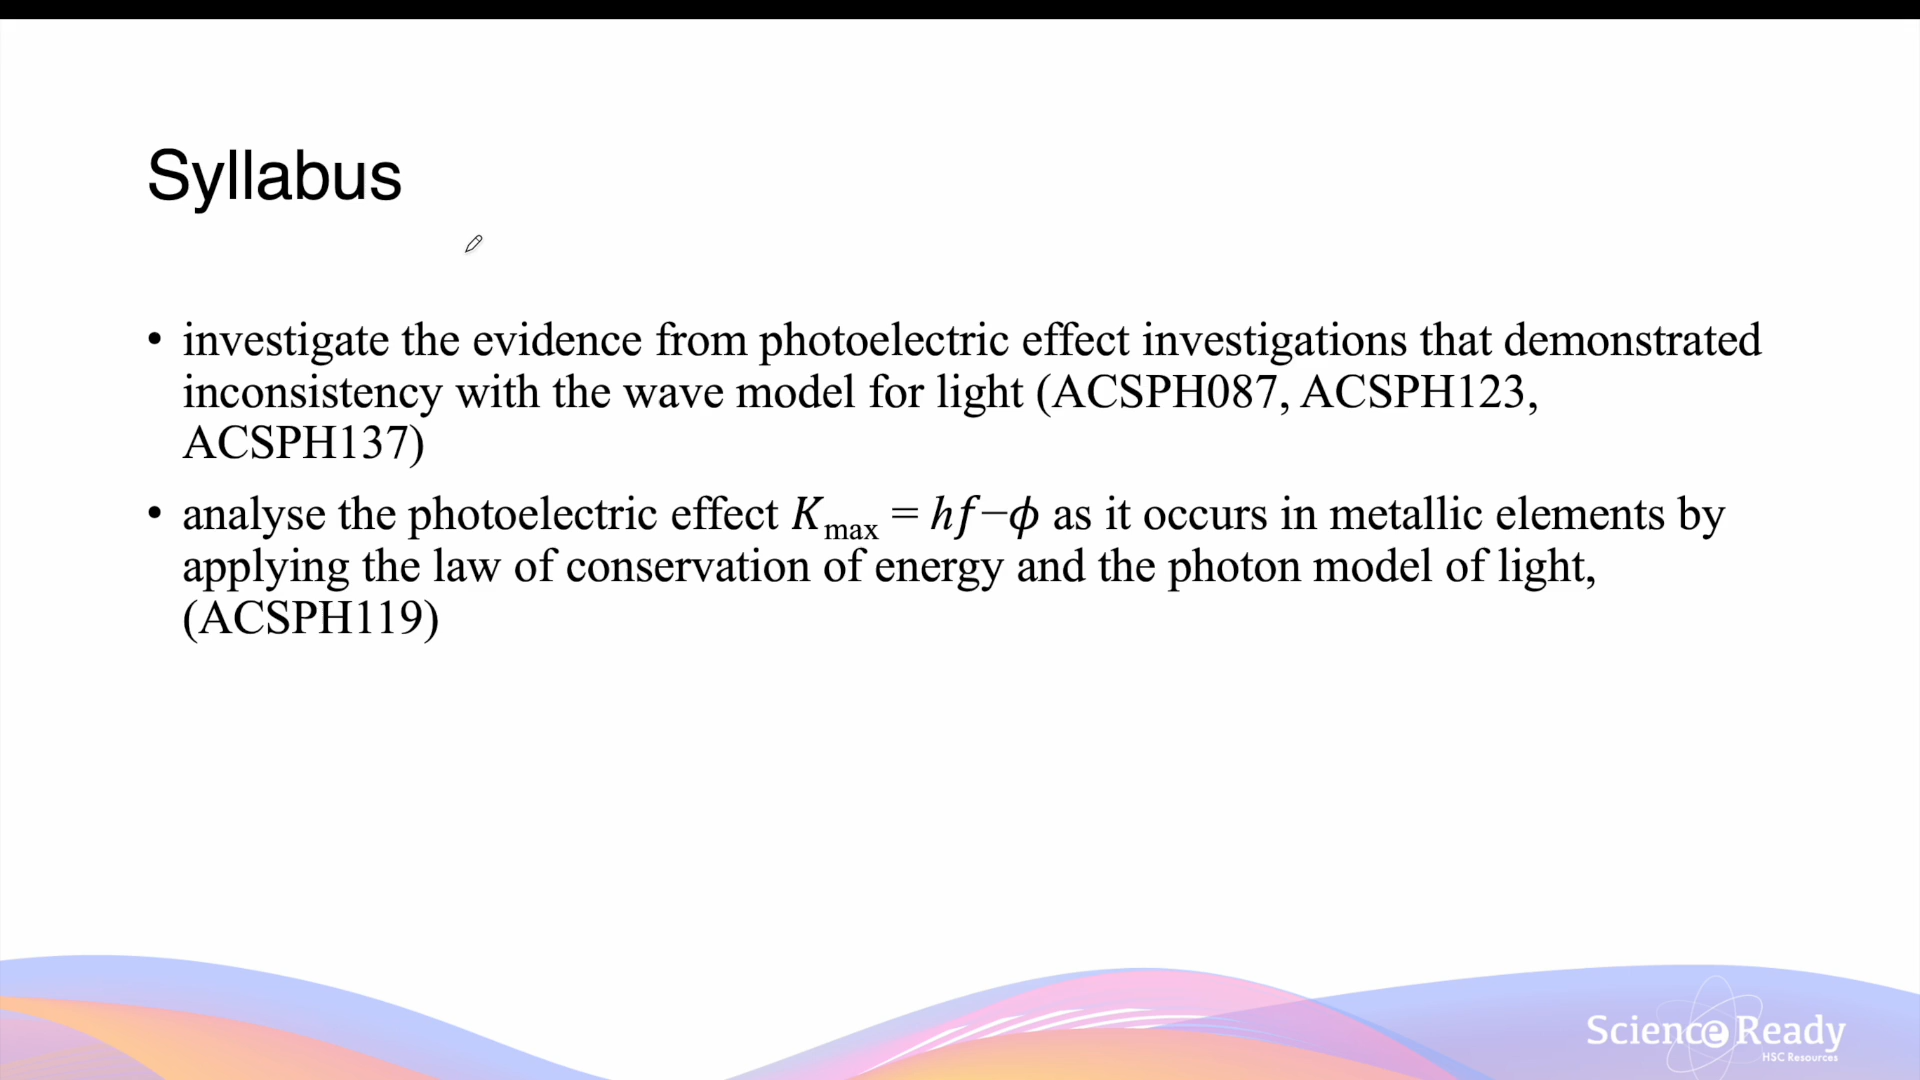 Syllabus
• investigate the evidence from photoelectric effect investigations that demonstrated
inconsistency with the wave model for light (ACSPH087, ACSPH123,
ACSPH137)
• analyse the photoelectric effect K_max = hf−ϕ as it occurs in metallic elements by
applying the law of conservation of energy and the photon model of light,
(ACSPH119)
Science Ready
HSC Resources